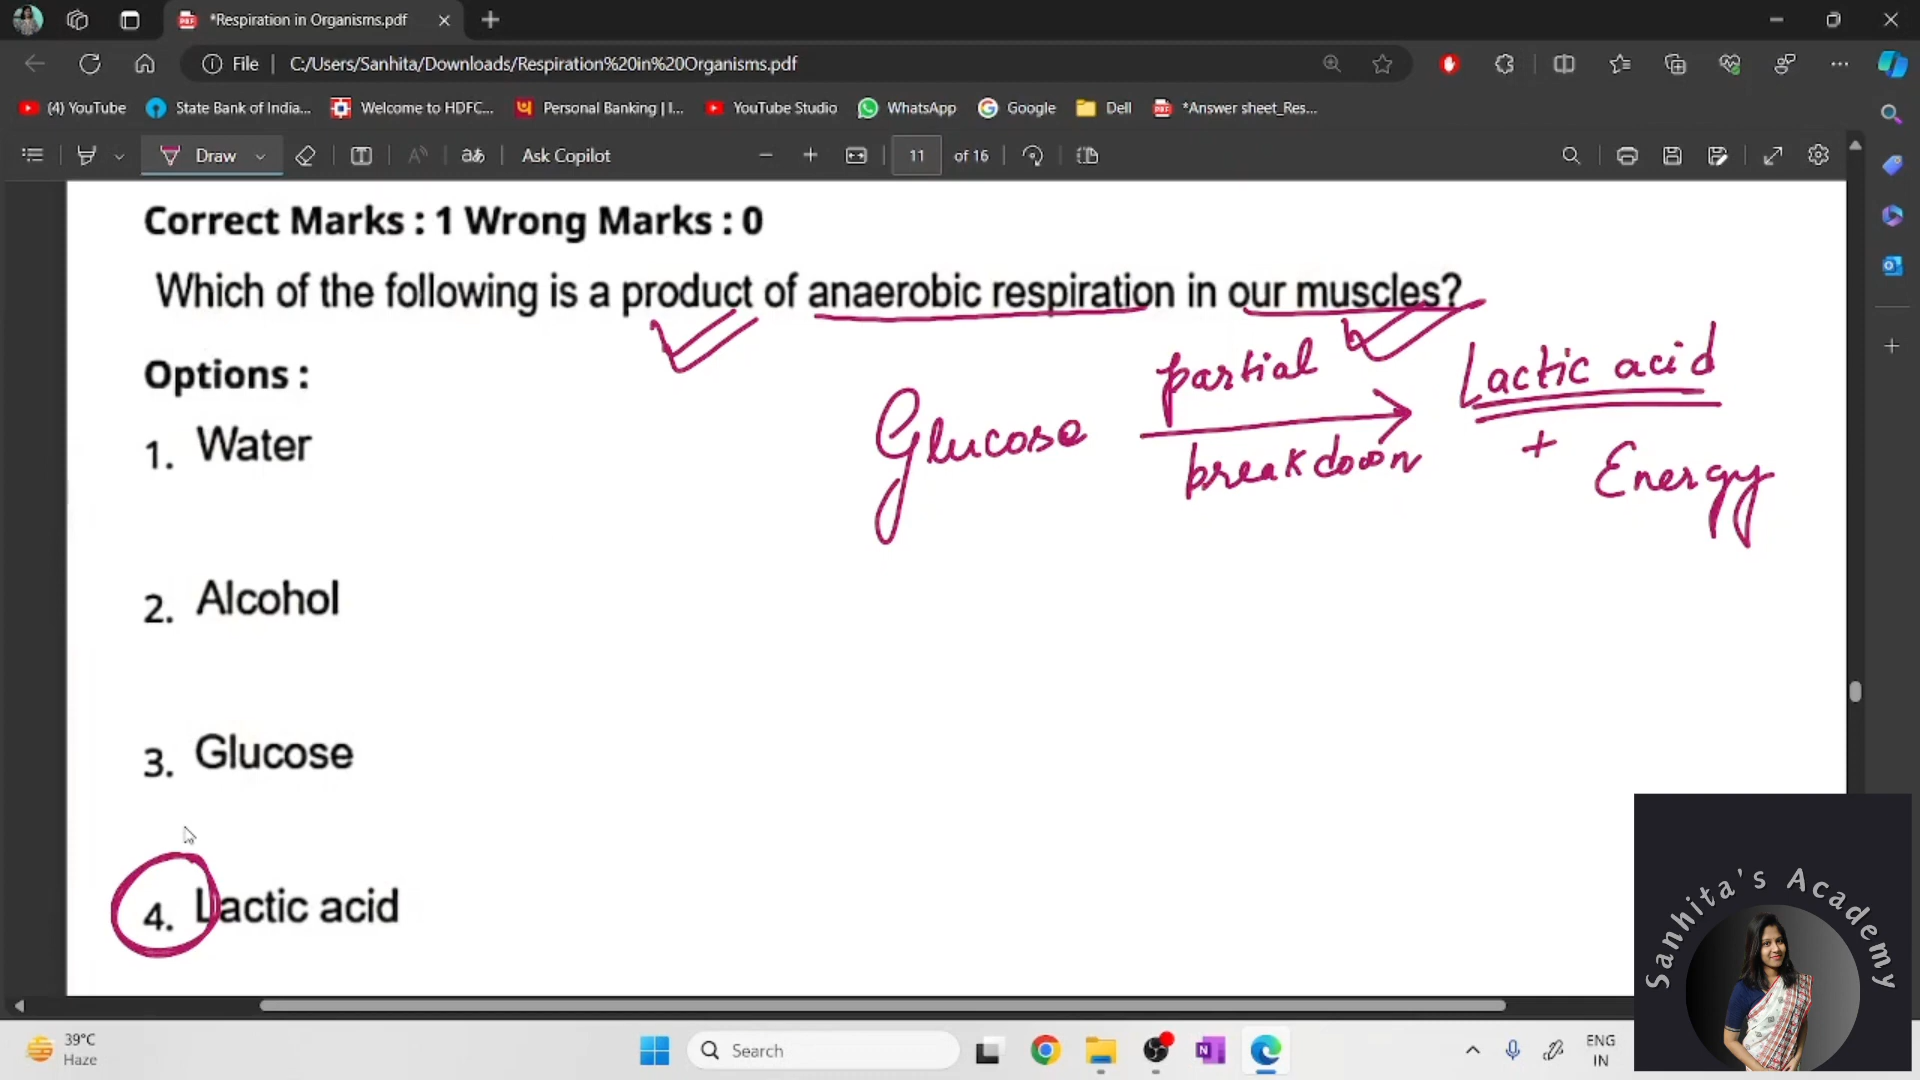 *Respiration in Organisms.pdf
File C:/Users/Sanhita/Downloads/Respiration%20in%20Organisms.pdf
(4) YouTube State Bank of India... Welcome to HDFC... Personal Banking | I... YouTube Studio WhatsApp Google Dell *Answer sheet_Res...
Draw aあ Ask Copilot 11 of 16
Correct Marks : 1 Wrong Marks : 0
Which of the following is a product of anaerobic respiration in our muscles?
Options :
Glucose partial breakdown Lactic acid
+ Energy
1. Water
2. Alcohol
3. Glucose
4. Lactic acid
Sanhita's Academy
39°C
Haze
Search
ENG
IN